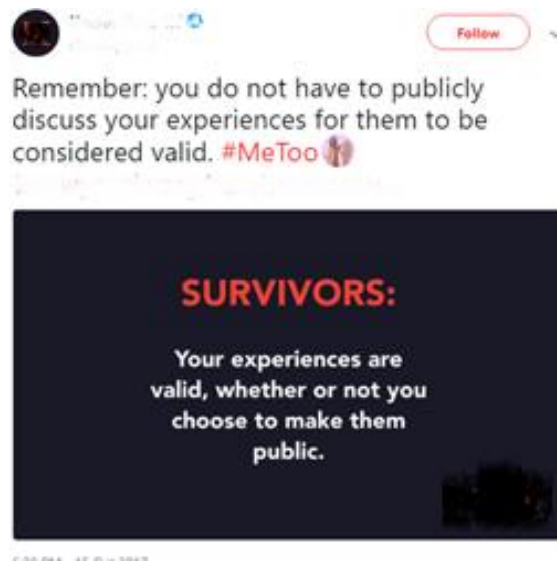 Follow
Remember: you do not have to publicly
discuss your experiences for them to be
considered valid. #MeToo
SURVIVORS:
Your experiences are
valid, whether or not you
choose to make them
public.